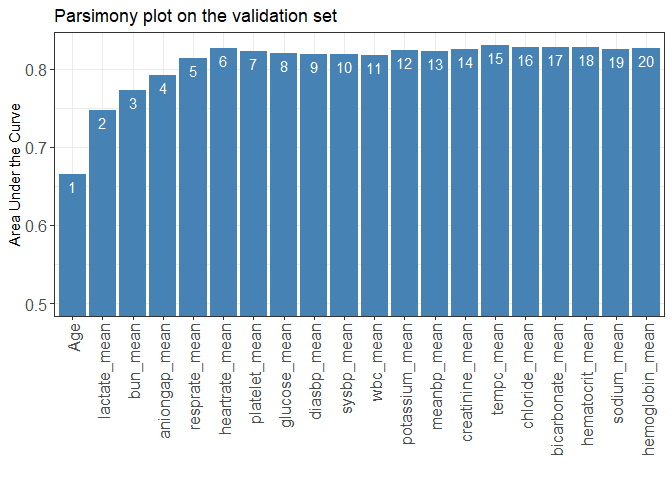 Parsimony plot on the validation set
Area Under the Curve
0.8
0.7
0.6
0.5
1
2
3
4
5
6
7
8
9
10
11
12
13
14
15
16
17
18
19
20
Age
lactate_mean
bun_mean
aniongap_mean
resprate_mean
heartrate_mean
platelet_mean
glucose_mean
diasbp_mean
sysbp_mean
wbc_mean
potassium_mean
meanbp_mean
creatinine_mean
tempc_mean
chloride_mean
bicarbonate_mean
hematocrit_mean
sodium_mean
hemoglobin_mean